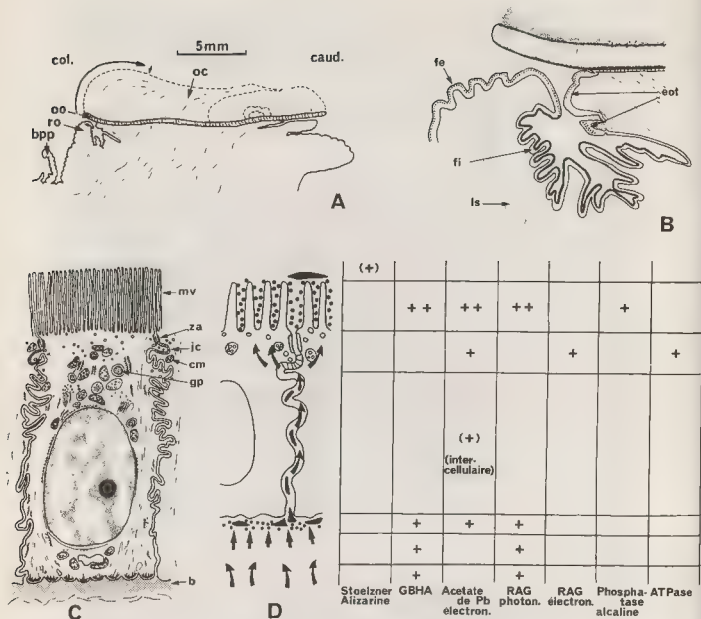 5mm
col.
oc
caud.
oo
ro
bpp
A
fe
èot
fi
ls
B
mv
za
jc
cm
gp
b
C
D
(+)
++ ++ ++ +
+ + +
(+)
(inter-
cellulaire)
+ + +
+ +
+ +
Stoelzner
Alizarine
GBHA
Acetate
de Pb
électron.
RAG
photon.
RAG
électron.
Phospha-
tase
alcaline
ATPase